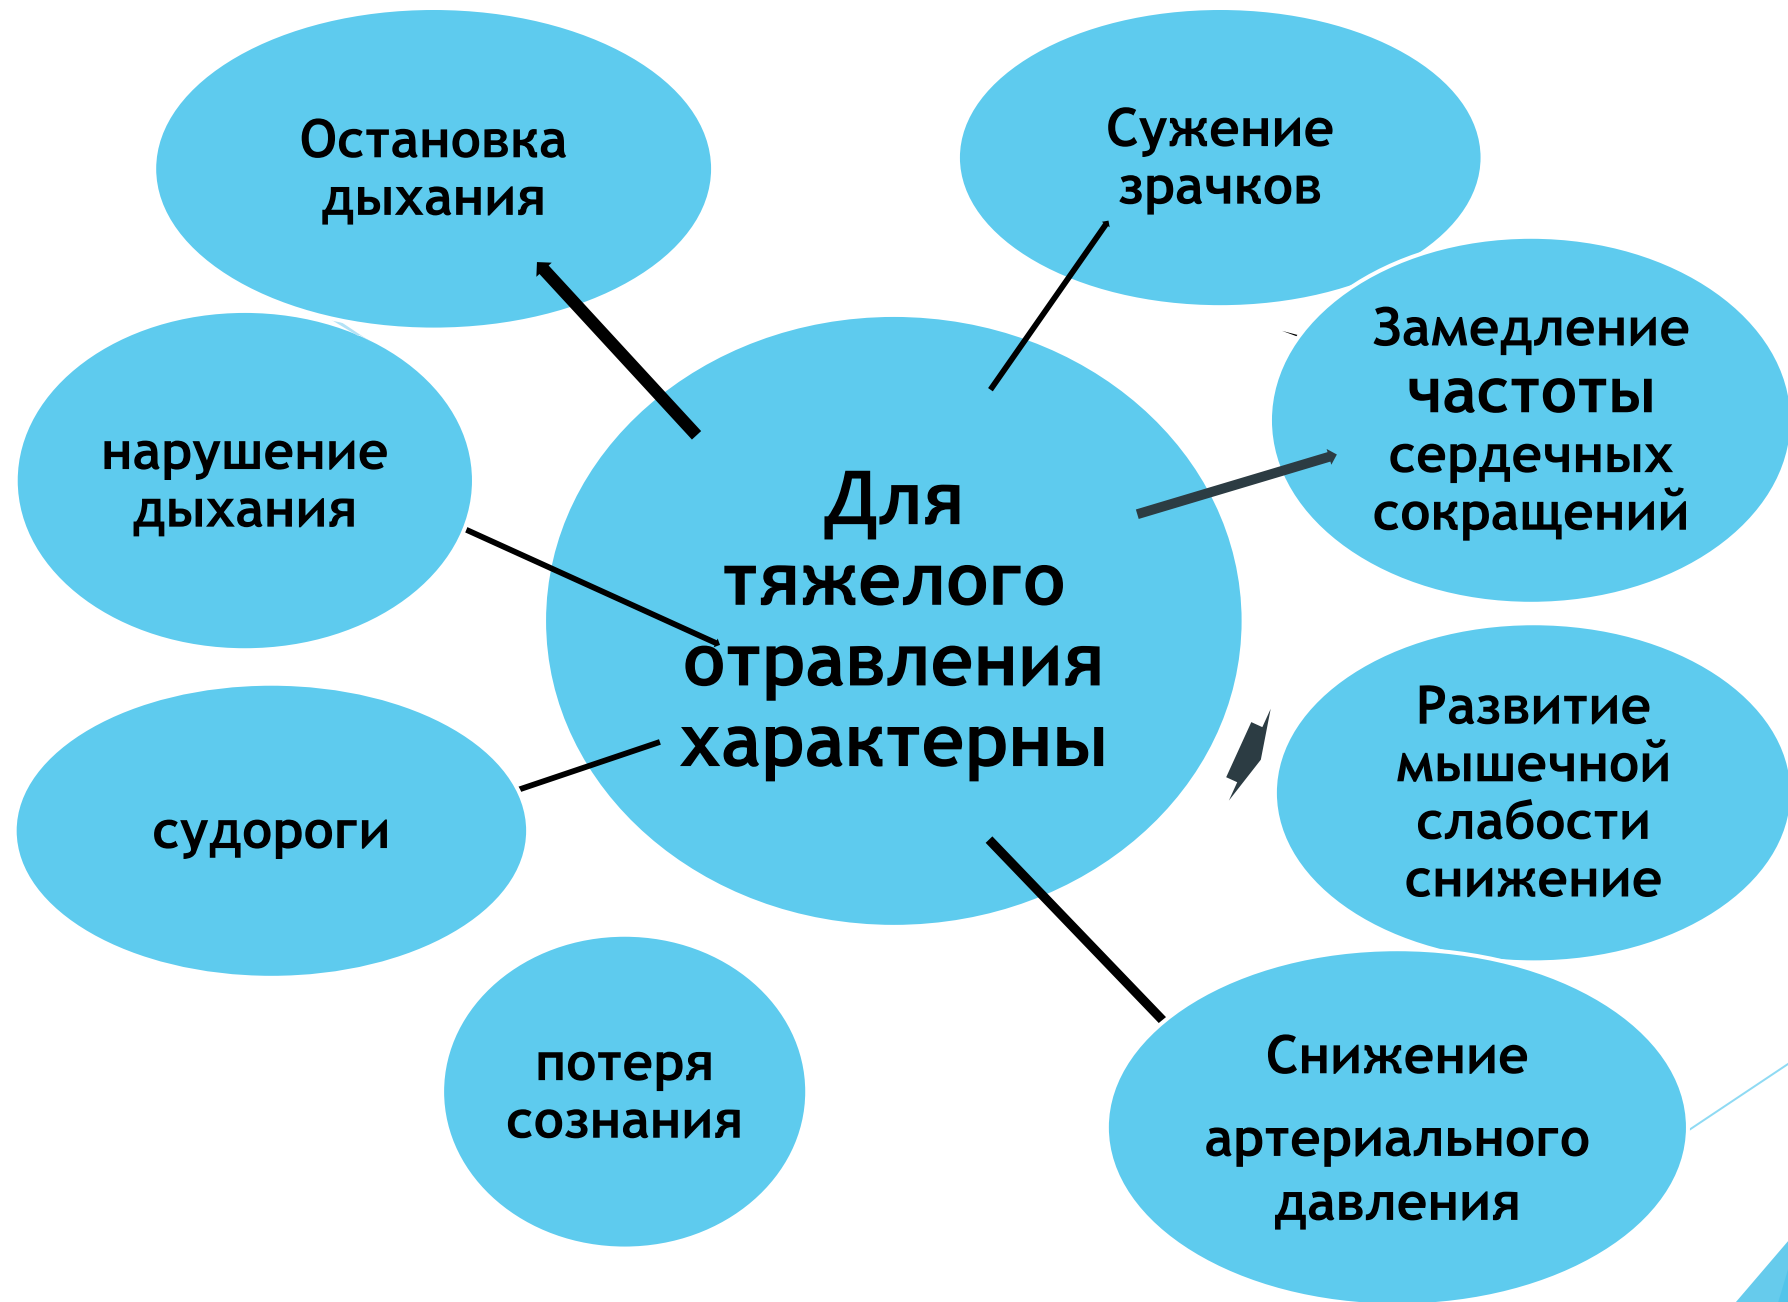 Остановка
дыхания
Сужение
зрачков
Замедление
частоты
сердечных
сокращений
нарушение
дыхания
Для
тяжелого
отравления
характерны
Развитие
мышечной
слабости
снижение
судороги
потеря
сознания
Снижение
артериального
давления